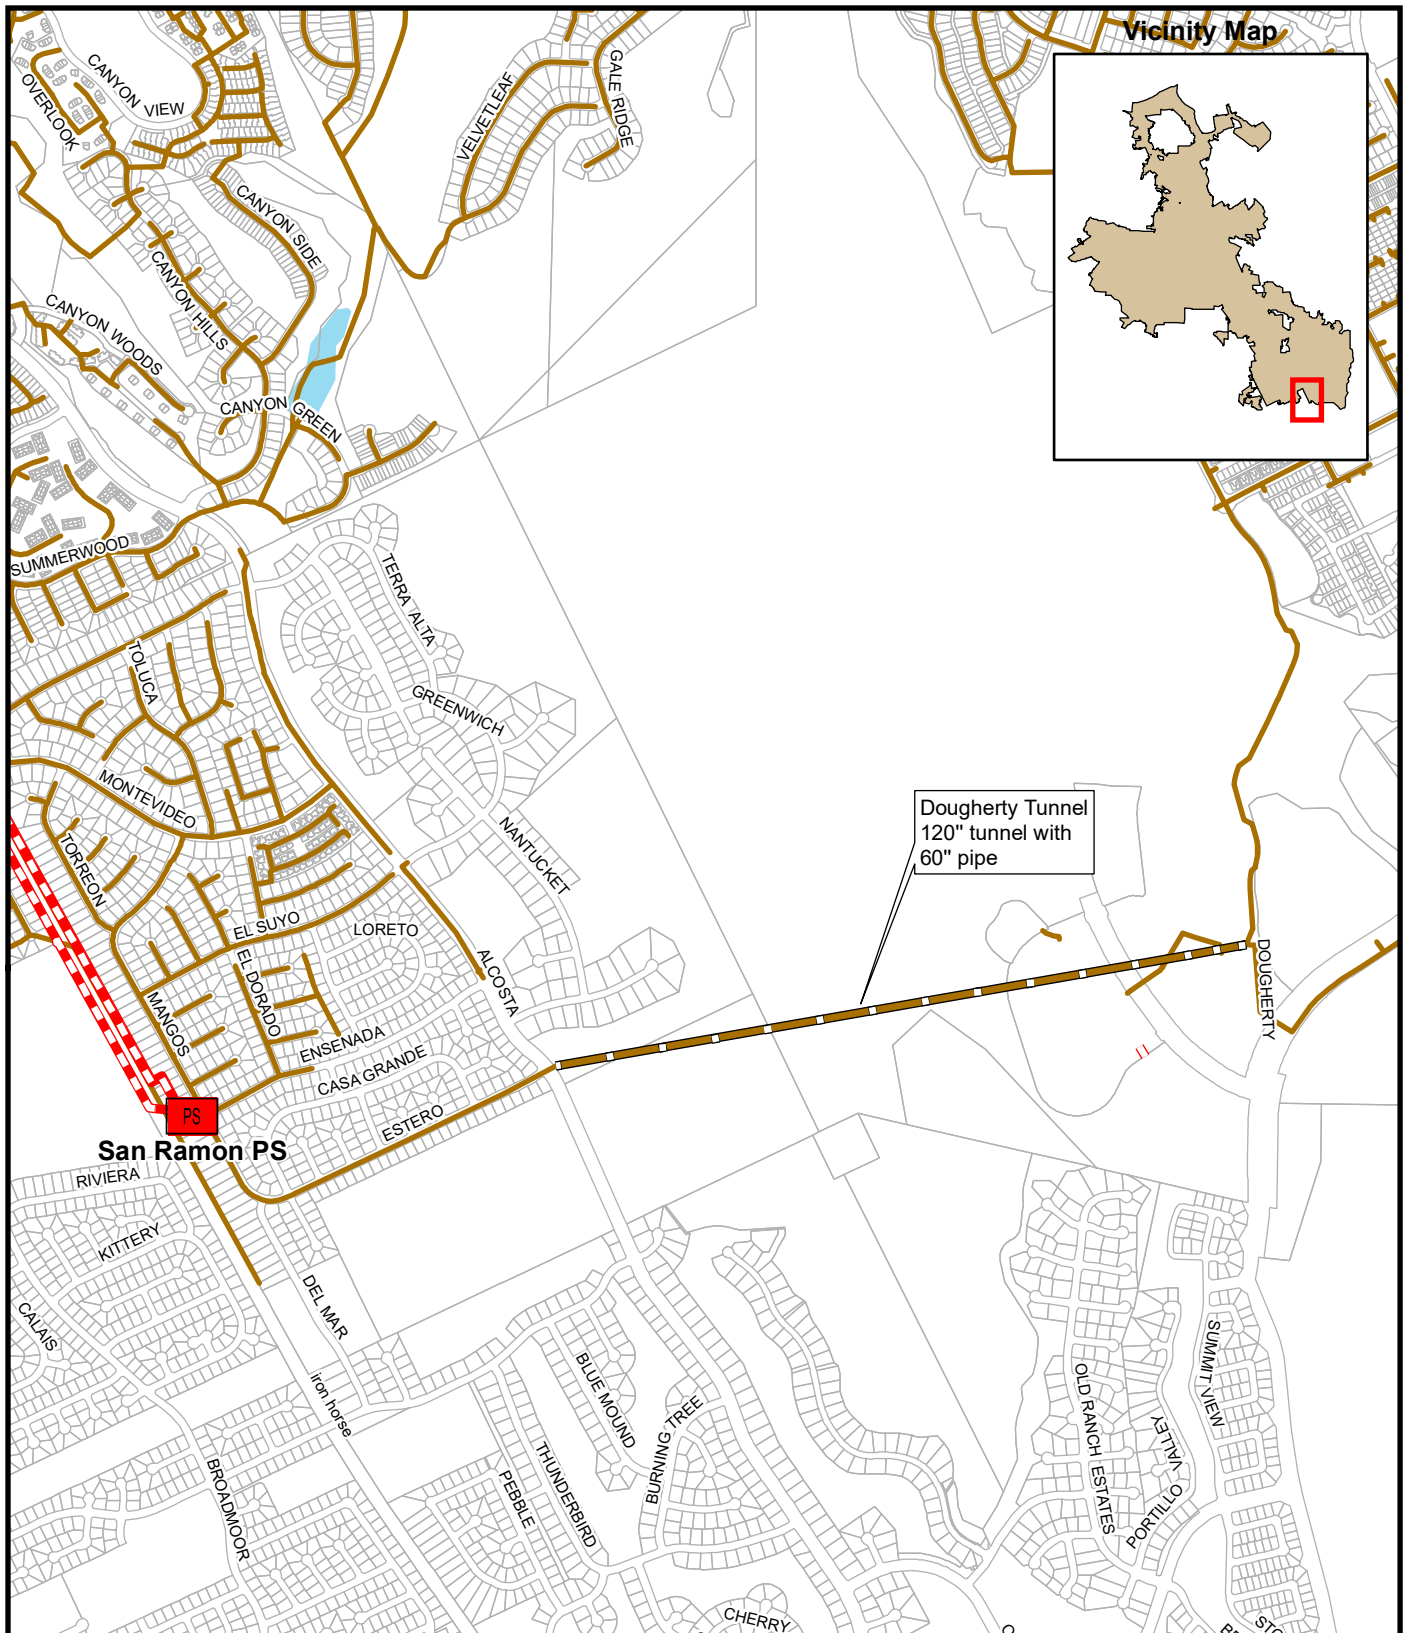 Vicinity Map
CANYON
VIEW
OVERLOOK
GALE RIDGE
VELVETLEAF
CANYON SIDE
CANYON HILLS
CANYON WOODS
CANYON
GREEN
SUMMERWOOD
TERRA ALTA
TOLUCA
GREENWICH
MONTEVIDEO
Dougherty Tunnel
120" tunnel with
60" pipe
NANTUCKET
TORREON
EL SUYO
LORETO
EL DORADO
ALCOSTA
DOUGHERTY
MANGOS
ENSENADA
CASA GRANDE
PS
ESTERO
San Ramon PS
RIVIERA
KITTERY
DEL MAR
CALAIS
iron horse
BLUE MOUND
BURNING TREE
SUMMIT VIEW
OLD RANCH ESTATES
PORTILLO VALLEY
THUNDERBIRD
PEBBLE
BROADMOOR
CHERRY